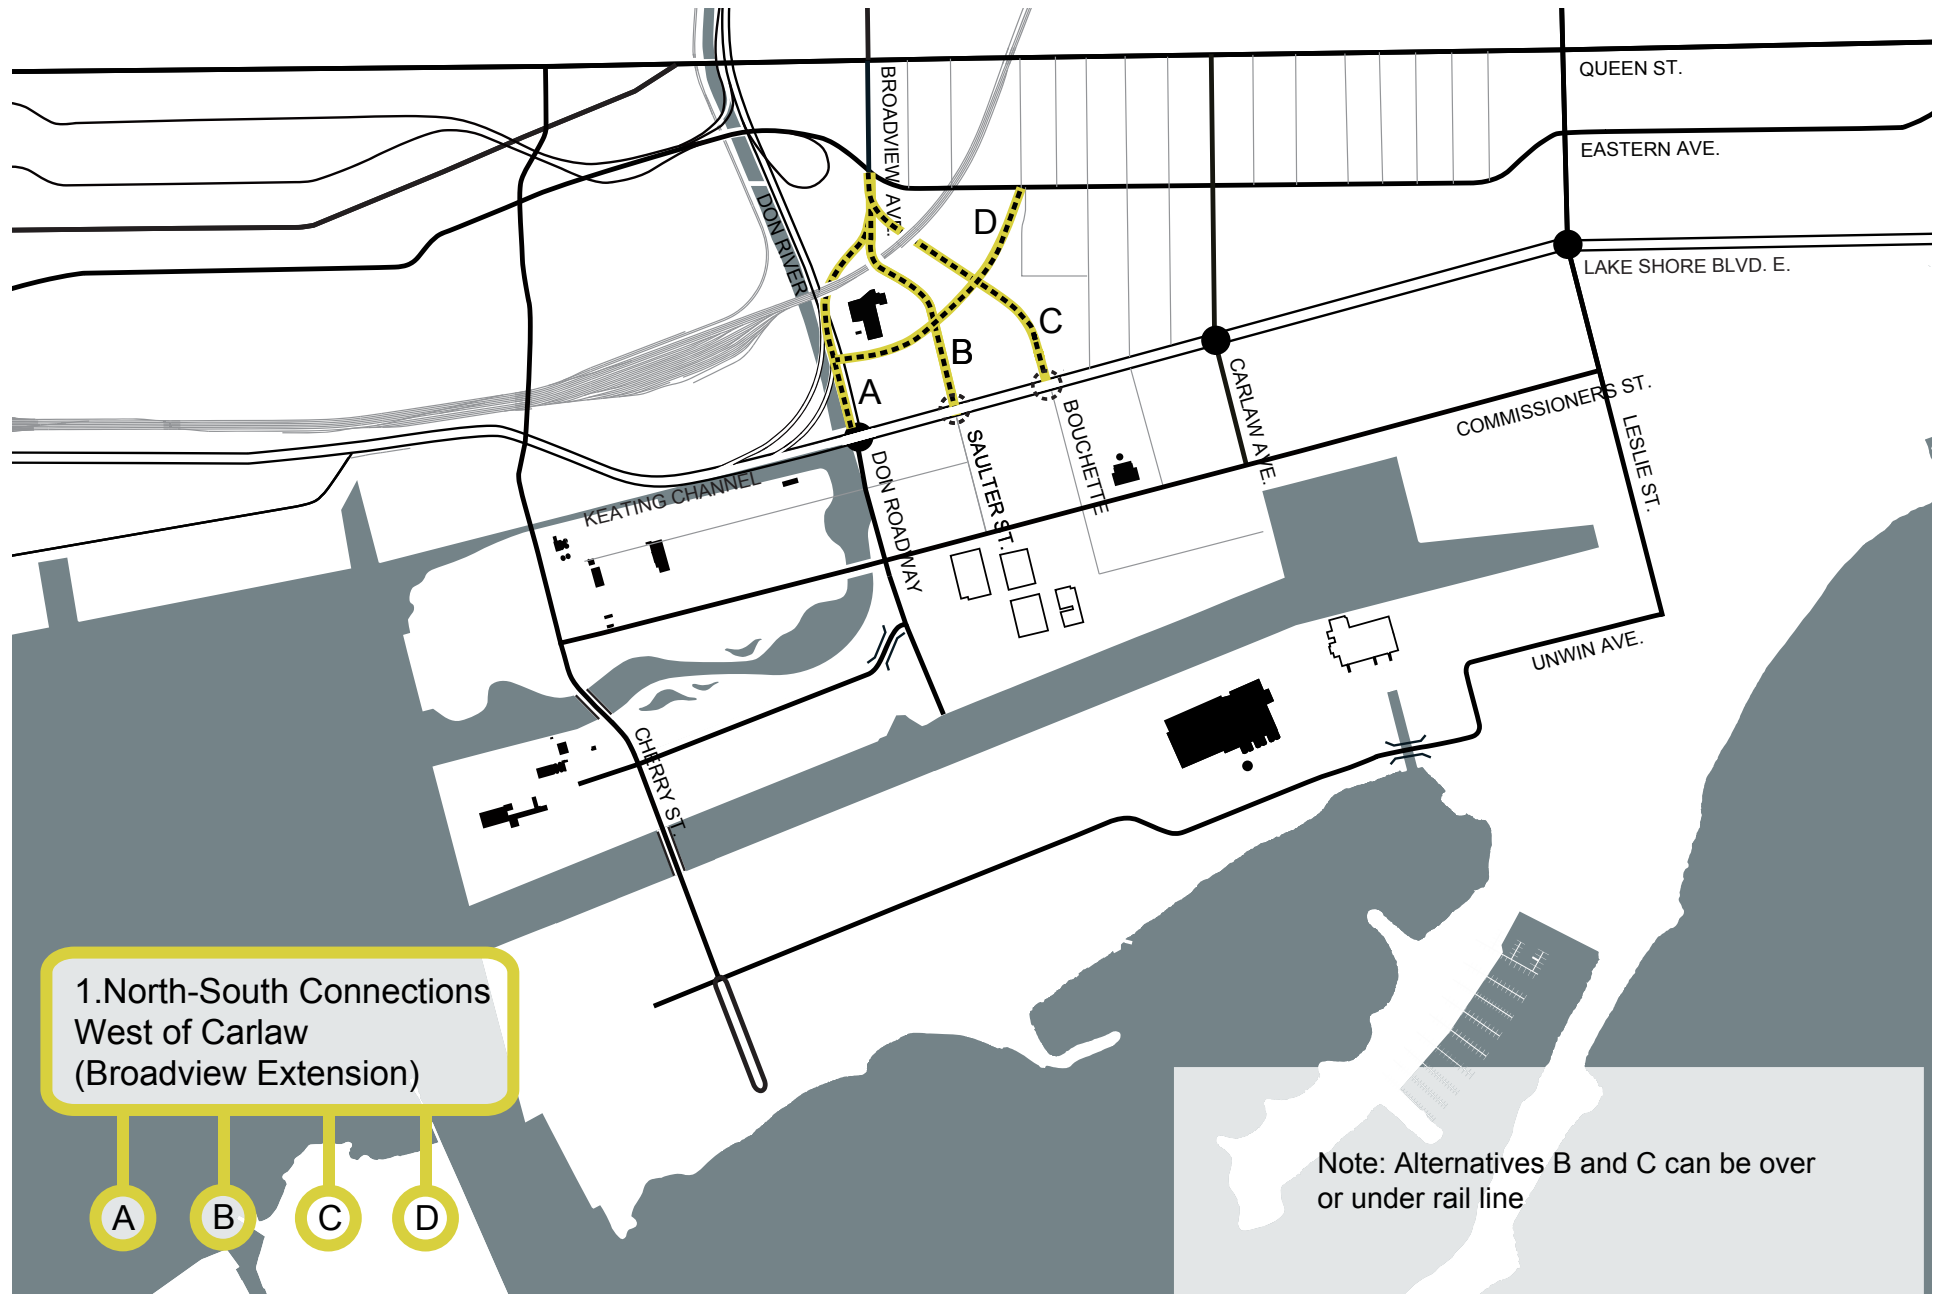 QUEEN ST.
BROADVIEW AVE.
EASTERN AVE.
DON RIVER
D
LAKE SHORE BLVD. E.
C
B
A
CARLAW AVE.
COMMISSIONERS ST.
BOUCHETTE
LESLIE ST.
SAULTER ST.
DON ROADWAY
KEATING CHANNEL
UNWIN AVE.
CHERRY ST.
1.North-South Connections
West of Carlaw
(Broadview Extension)
A B C D
Note: Alternatives B and C can be over
or under rail line